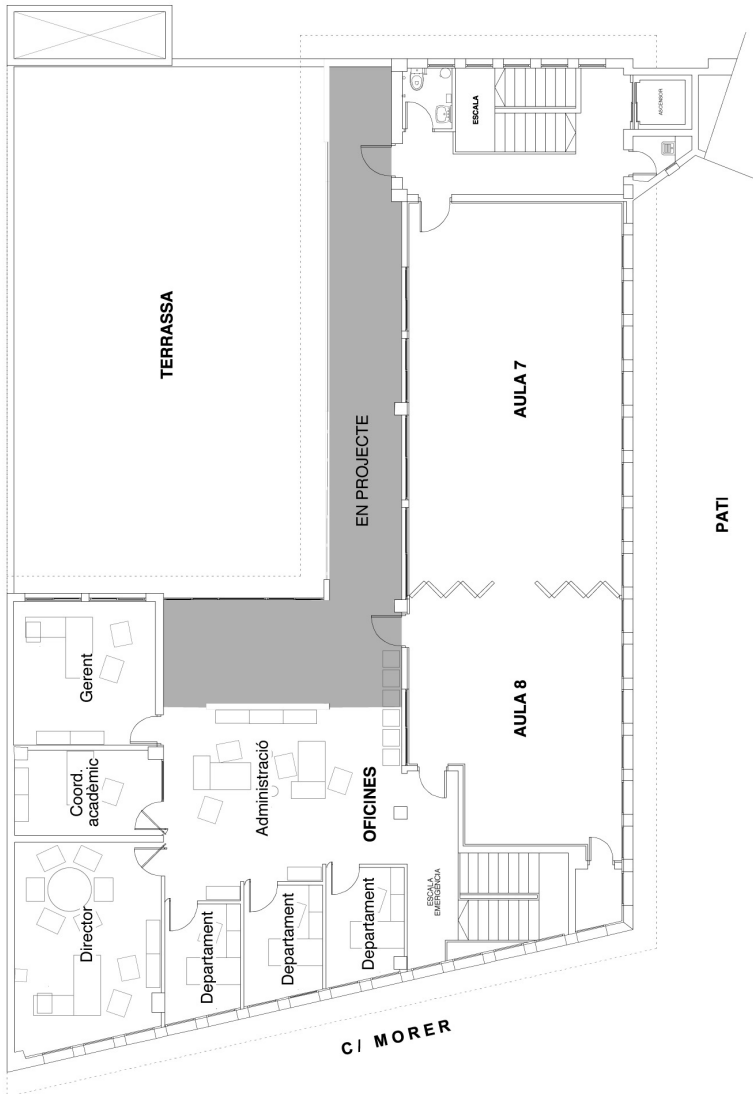 ESCALA
ASCENSOR
TERRASSA
AULA 7
EN PROJECTE
PATI
Gerent
AULA 8
Coord.
acadèmic
Administració
OFICINES
Director
Departament
Departament
Departament
ESCALA
EMERGÈNCIA
C/ MORER